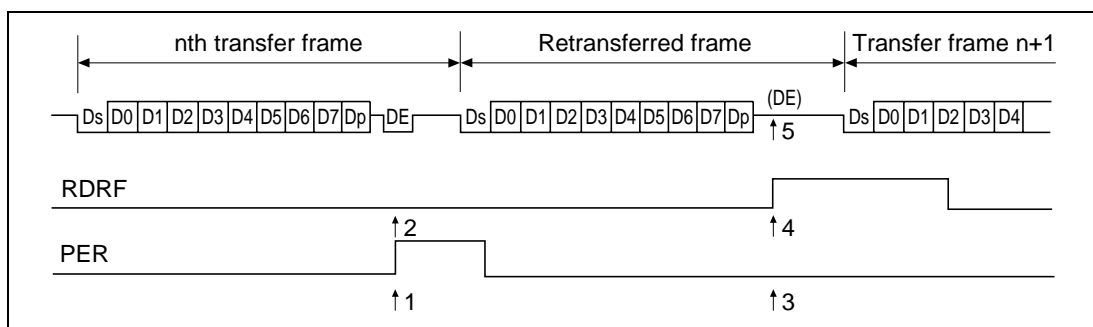 nth transfer frame Retransferred frame Transfer frame n+1
(DE)
Ds D0 D1 D2 D3 D4 D5 D6 D7 Dp DE Ds D0 D1 D2 D3 D4 D5 D6 D7 Dp Ds D0 D1 D2 D3 D4
5
RDRF
2 4
PER
1 3